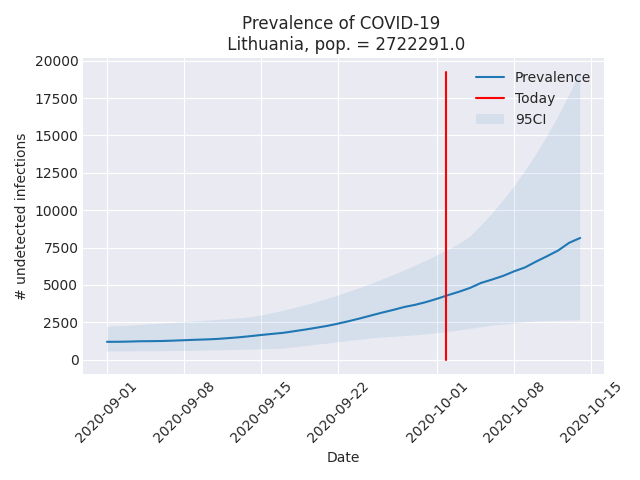 Prevalence of COVID-19
Lithuania, pop. = 2722291.0
Prevalence
Today
95CI
# undetected infections
20000
17500
15000
12500
10000
7500
5000
2500
0
2020-09-01
2020-09-08
2020-09-15
2020-09-22
2020-10-01
2020-10-08
2020-10-15
Date